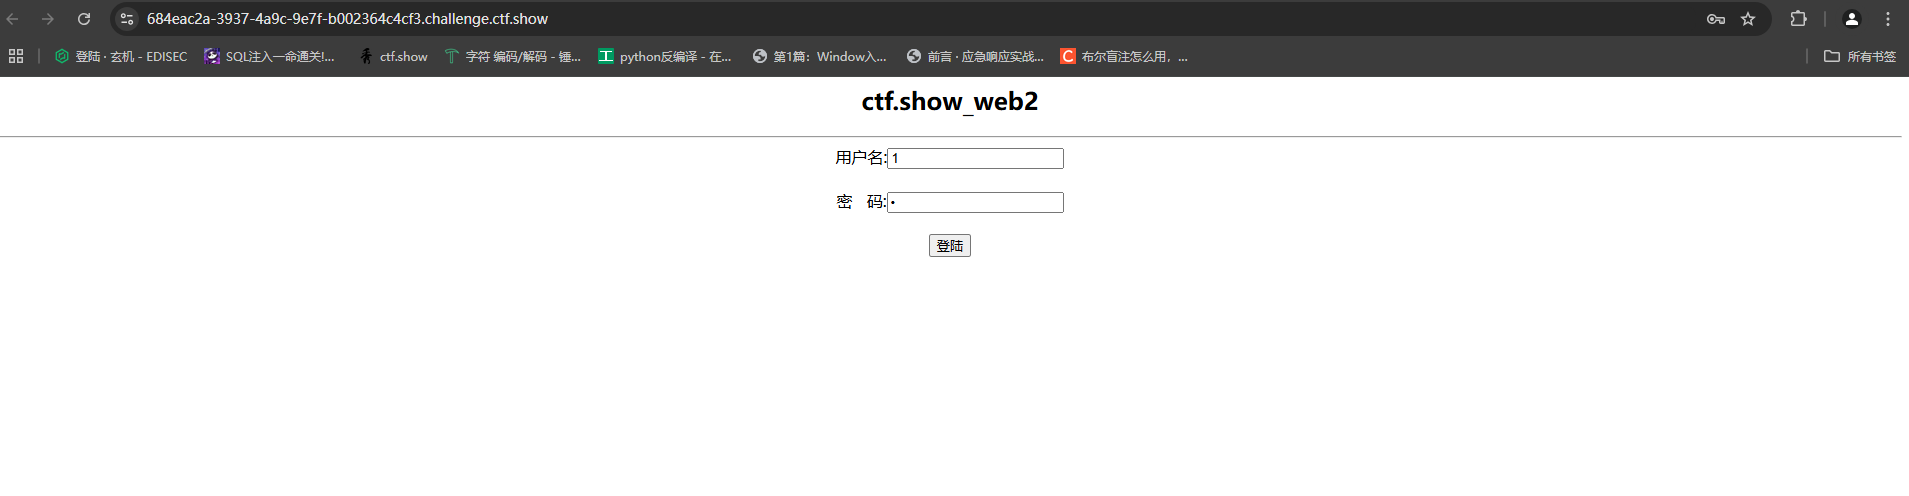 684eac2a-3937-4a9c-9e7f-b002364c4cf3.challenge.ctf.show
登陆 · 玄机 - EDISEC SQL注入一命通关!... ctf.show 字符 编码/解码 - 锤... python反编译 - 在... 第1篇：Window入... 前言 · 应急响应实战... 布尔盲注怎么用，... 所有书签
ctf.show_web2
用户名:1
密 码:•
登陆